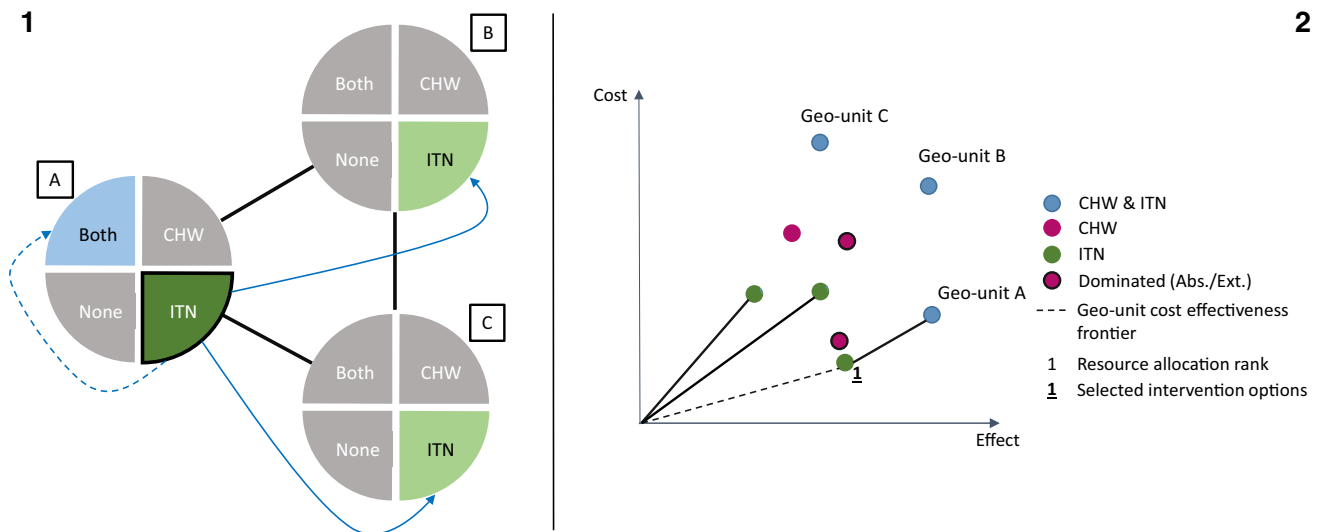 1
B
Both
CHW
None
ITN
A
Both
CHW
None
ITN
C
Both
CHW
None
ITN
2
Cost
Geo-unit C
Geo-unit B
Geo-unit A
1
Effect
CHW & ITN
CHW
ITN
Dominated (Abs./Ext.)
Geo-unit cost effectiveness
frontier
1 Resource allocation rank
1 Selected intervention options